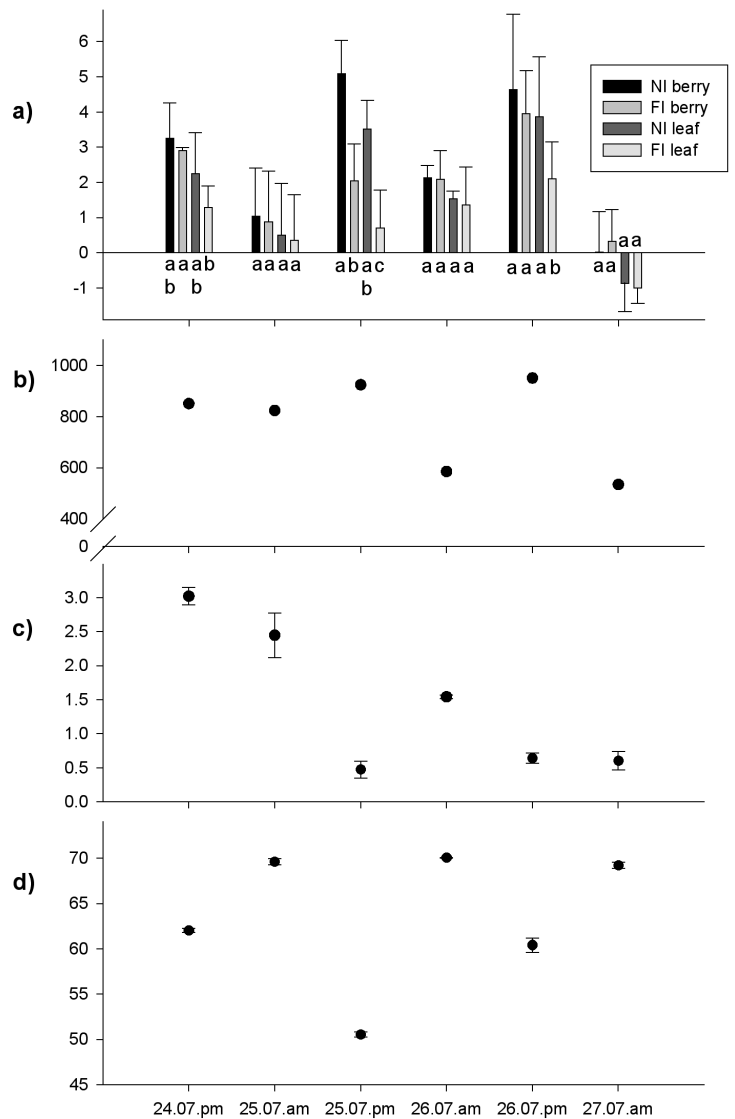 a)
6
5
4
3
2
1
0
-1
NI berry
FI berry
NI leaf
FI leaf
a a a b
b b
a a a a
a b a c
b
a a a a
a a a b
a a a a
b)
1000
800
600
400
0
c)
3.0
2.5
2.0
1.5
1.0
0.5
0.0
d)
70
65
60
55
50
45
24.07.pm 25.07.am 25.07.pm 26.07.am 26.07.pm 27.07.am